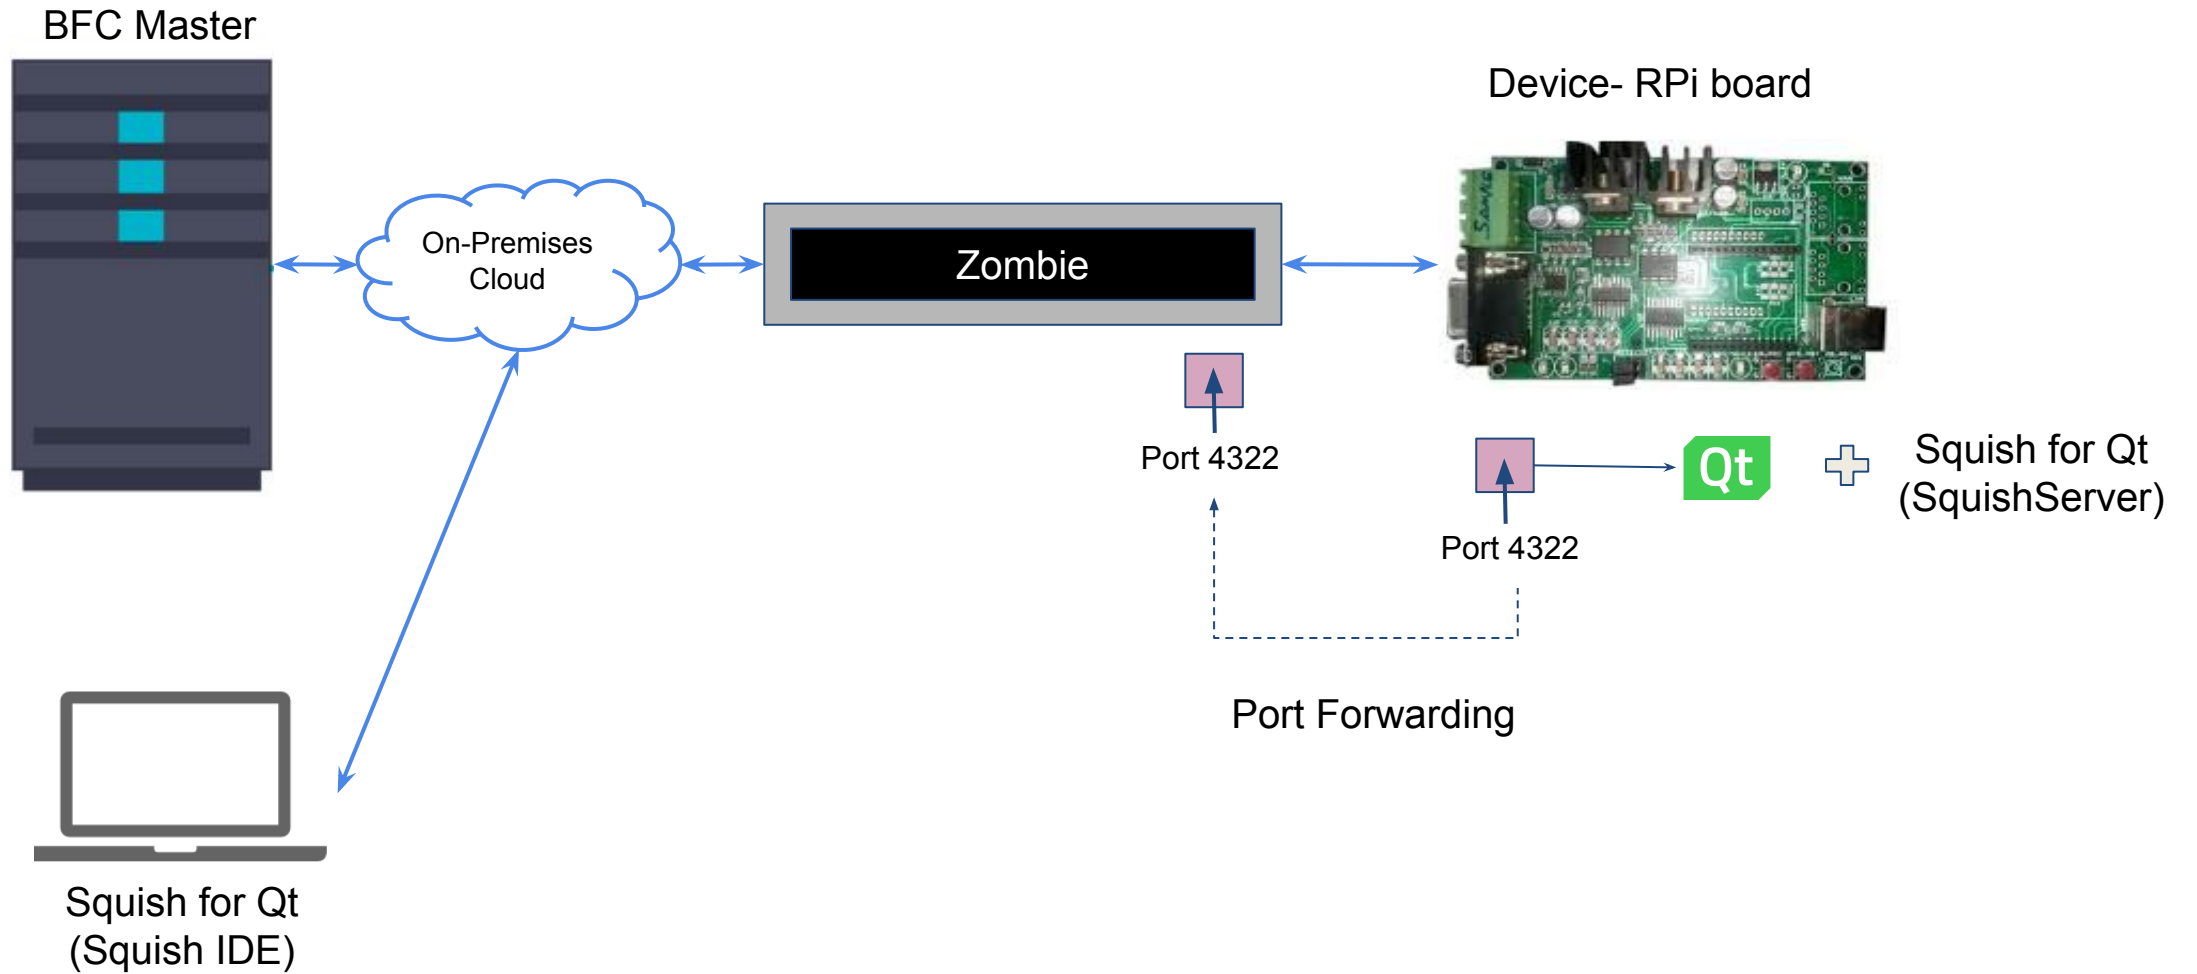 BFC Master
Device- RPi board
On-Premises
Cloud
Zombie
Port 4322
Qt
Squish for Qt
(SquishServer)
Port 4322
Port Forwarding
Squish for Qt
(Squish IDE)